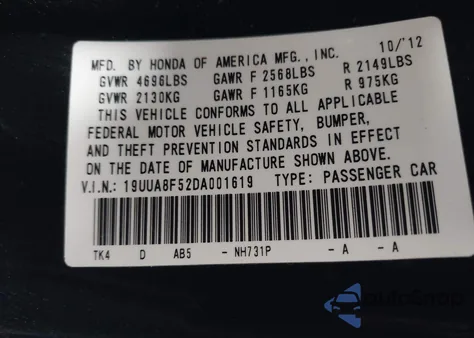 MFD. BY HONDA OF AMERICA MFG., INC. 10/'12
GVWR 4696LBS GAWR F 2568LBS R 2149LBS
GVWR 2130KG GAWR F 1165KG R 975KG
THIS VEHICLE CONFORMS TO ALL APPLICABLE
FEDERAL MOTOR VEHICLE SAFETY, BUMPER,
AND THEFT PREVENTION STANDARDS IN EFFECT
ON THE DATE OF MANUFACTURE SHOWN ABOVE.
V.I.N.: 19UUA8F52DA001619 TYPE: PASSENGER CAR
TK4 D AB5 - NH731P - A - A